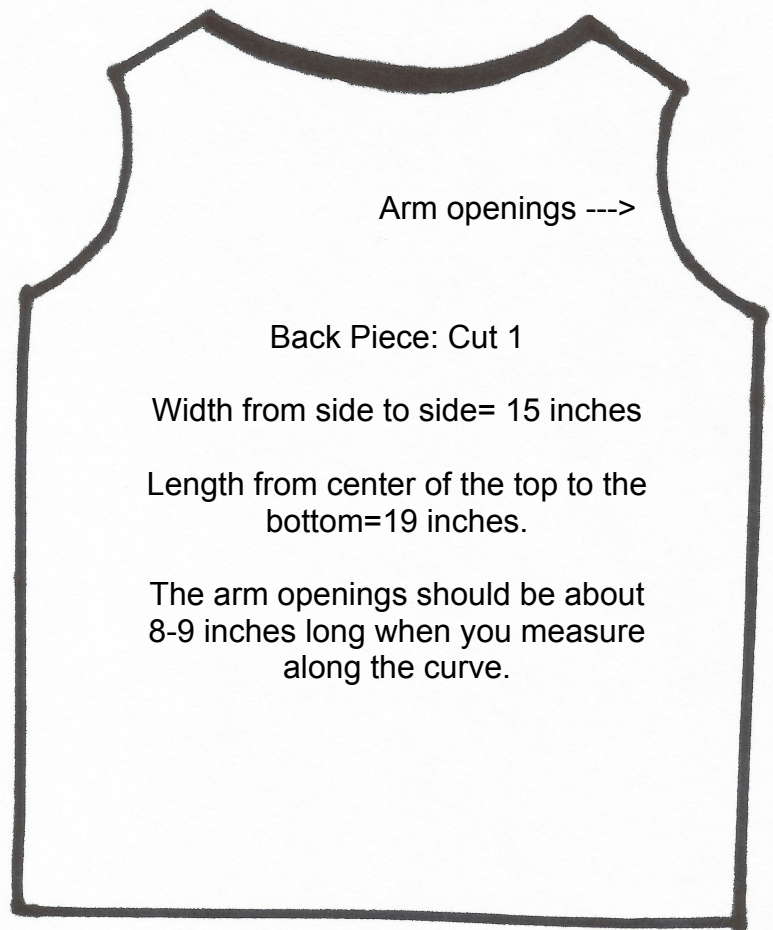 Arm openings --->
Back Piece: Cut 1
Width from side to side= 15 inches
Length from center of the top to the
bottom=19 inches.
The arm openings should be about
8-9 inches long when you measure
along the curve.